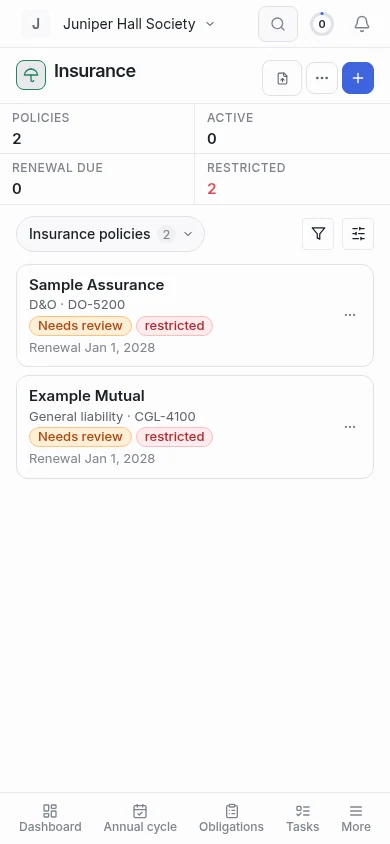 J Juniper Hall Society 0
Insurance
POLICIES
2
ACTIVE
0
RENEWAL DUE
0
RESTRICTED
2
Insurance policies 2
Sample Assurance
D&O · DO-5200
Needs review restricted
Renewal Jan 1, 2028
Example Mutual
General liability · CGL-4100
Needs review restricted
Renewal Jan 1, 2028
Dashboard Annual cycle Obligations Tasks More